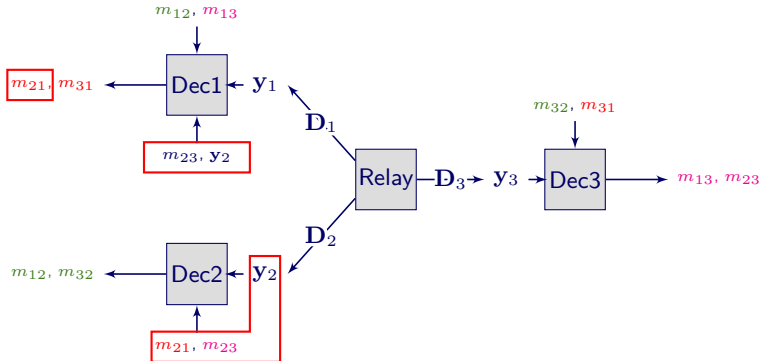 m₁₂, m₁₃
m₂₁, m₃₁
Dec1
y₁
m₂₃, y₂
D₁
Relay
D₃
y₃
m₃₂, m₃₁
Dec3
m₁₃, m₂₃
D₂
m₁₂, m₃₂
Dec2
y₂
m₂₁, m₂₃